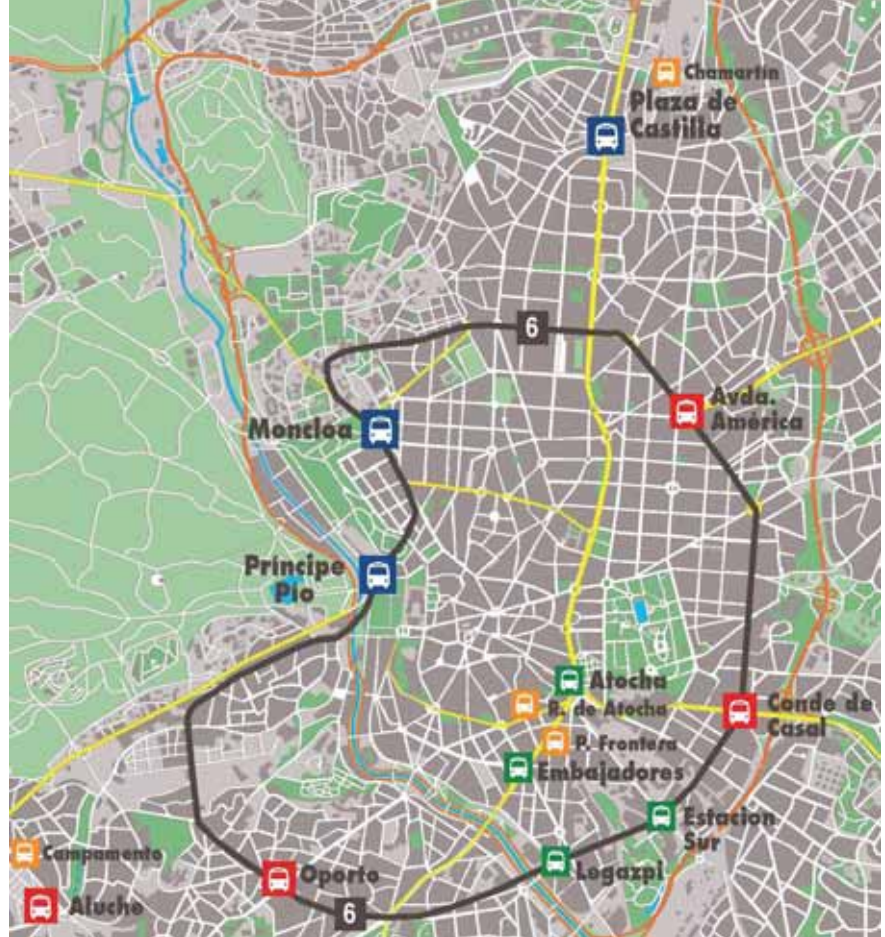 Chamartín
Plaza de
Castilla
6
Avda.
América
Moncloa
Príncipe
Pío
Atocha
R. de Atocha
Conde de
Casal
P. Frontera
Embajadores
Estacion
Sur
Legazpi
Campamento
Oporto
Aluche
6